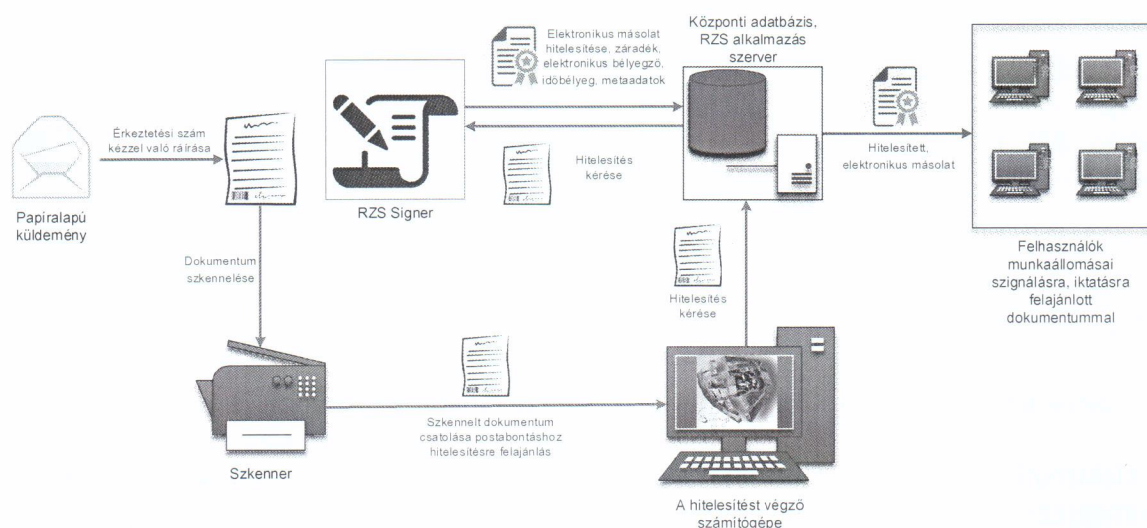 Elektronikus másolat
hitelesítése, záradék,
elektronikus bélyegző,
időbélyeg, metaadatok
Központi adatbázis,
RZS alkalmazás
szerver
Érkeztetési szám
kézzel való ráírása
Papíralapú
küldemény
RZS Signer
Hitelesítés
kérése
Hitelesített,
elektronikus másolat
Felhasználók
munkaállomásai
szignálásra, iktatásra
felajánlott
dokumentummal
Dokumentum
szkennelése
Hitelesítés
kérése
Szkennelt dokumentum
csatolása postabontáshoz
hitelesítésre felajánlás
Szkenner
A hitelesítést végző
számítógépe